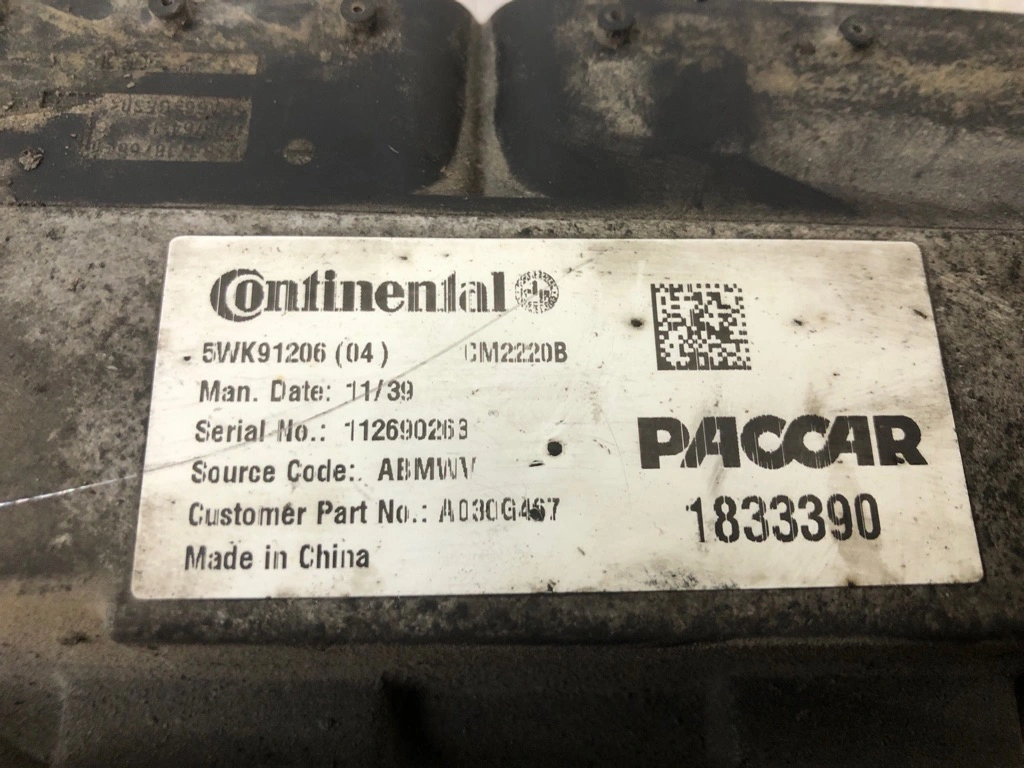 Continental
5WK91206 (04) CM2220B
Man. Date: 11/39
Serial No.: 112690263
Source Code: ABMWV
Customer Part No.: A030G467
Made in China
PACCAR
1833390